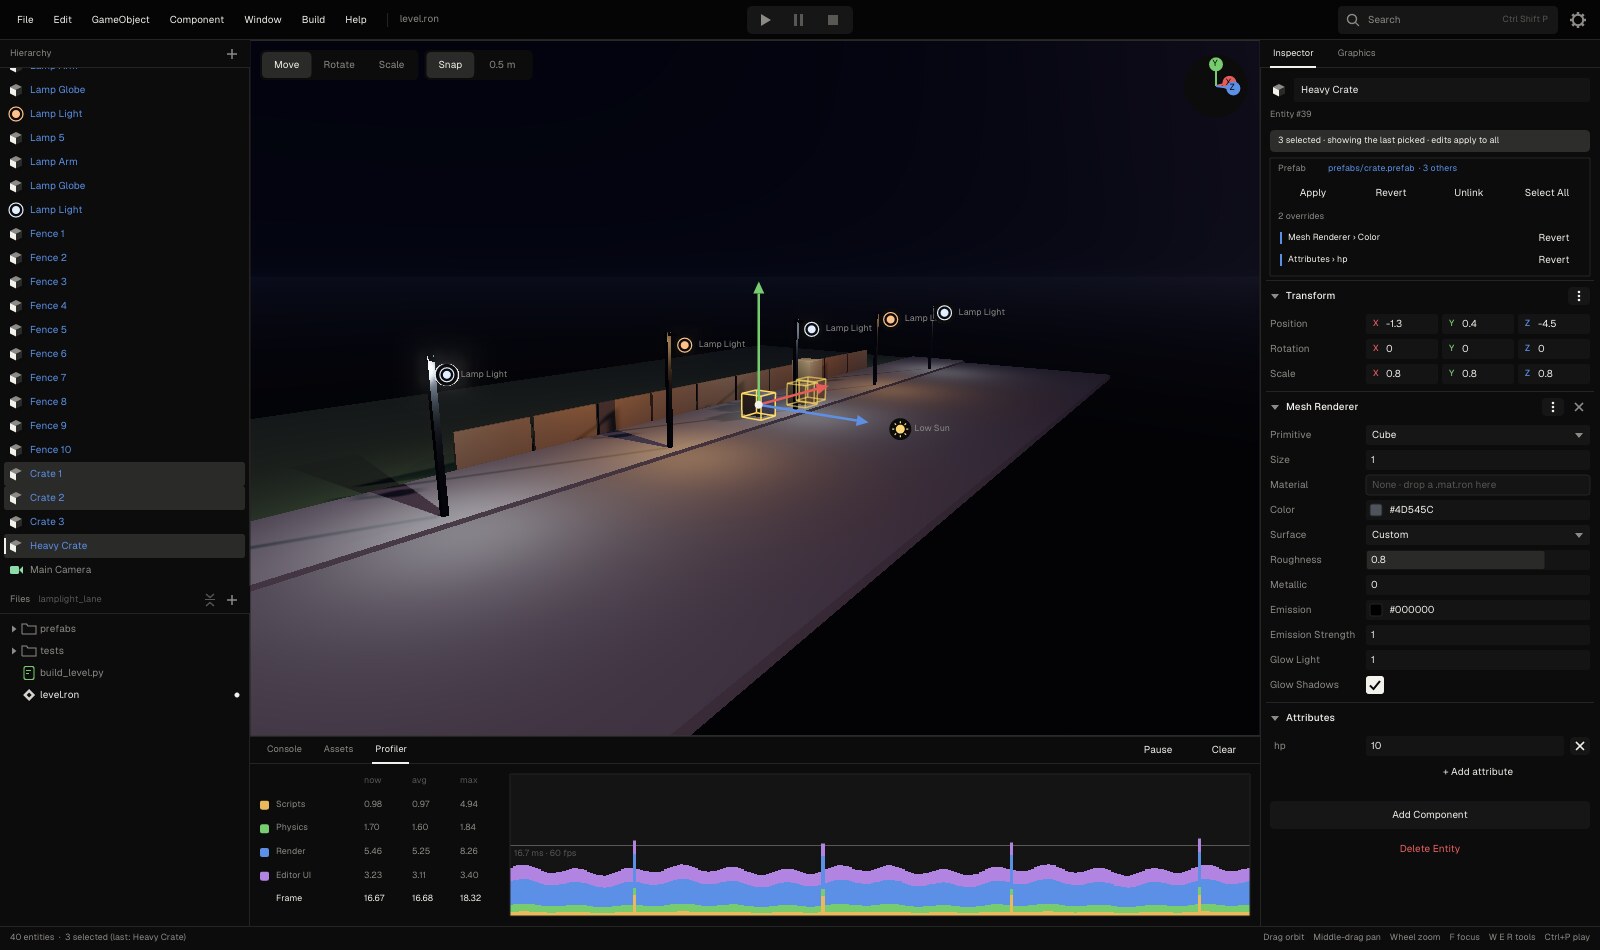 File Edit GameObject Component Window Build Help level.ron
Search Ctrl Shift P
Hierarchy
Lamp Arm
Lamp Globe
Lamp Light
Lamp 5
Lamp Arm
Lamp Globe
Lamp Light
Fence 1
Fence 2
Fence 3
Fence 4
Fence 5
Fence 6
Fence 7
Fence 8
Fence 9
Fence 10
Crate 1
Crate 2
Crate 3
Heavy Crate
Main Camera
Files lamplight_lane
prefabs
tests
build_level.py
level.ron
Move Rotate Scale Snap 0.5 m
Y
Z
Lamp Light
Lamp Light
Lamp Light
Lamp L
Lamp Light
Low Sun
Console Assets Profiler Pause Clear
now avg max
Scripts 0.98 0.97 4.94
Physics 1.70 1.60 1.84
Render 5.46 5.25 8.26
Editor UI 3.23 3.11 3.40
Frame 16.67 16.68 18.32
16.7 ms · 60 fps
Inspector Graphics
Heavy Crate
Entity #39
3 selected · showing the last picked · edits apply to all
Prefab prefabs/crate.prefab · 3 others
Apply Revert Unlink Select All
2 overrides
Mesh Renderer › Color Revert
Attributes › hp Revert
Transform
Position X -1.3 Y 0.4 Z -4.5
Rotation X 0 Y 0 Z 0
Scale X 0.8 Y 0.8 Z 0.8
Mesh Renderer
Primitive Cube
Size 1
Material None · drop a .mat.ron here
Color #4D545C
Surface Custom
Roughness 0.8
Metallic 0
Emission #000000
Emission Strength 1
Glow Light 1
Glow Shadows
Attributes
hp 10
+ Add attribute
Add Component
Delete Entity
40 entities · 3 selected (last: Heavy Crate)
Drag orbit Middle-drag pan Wheel zoom F focus W E R tools Ctrl+P play